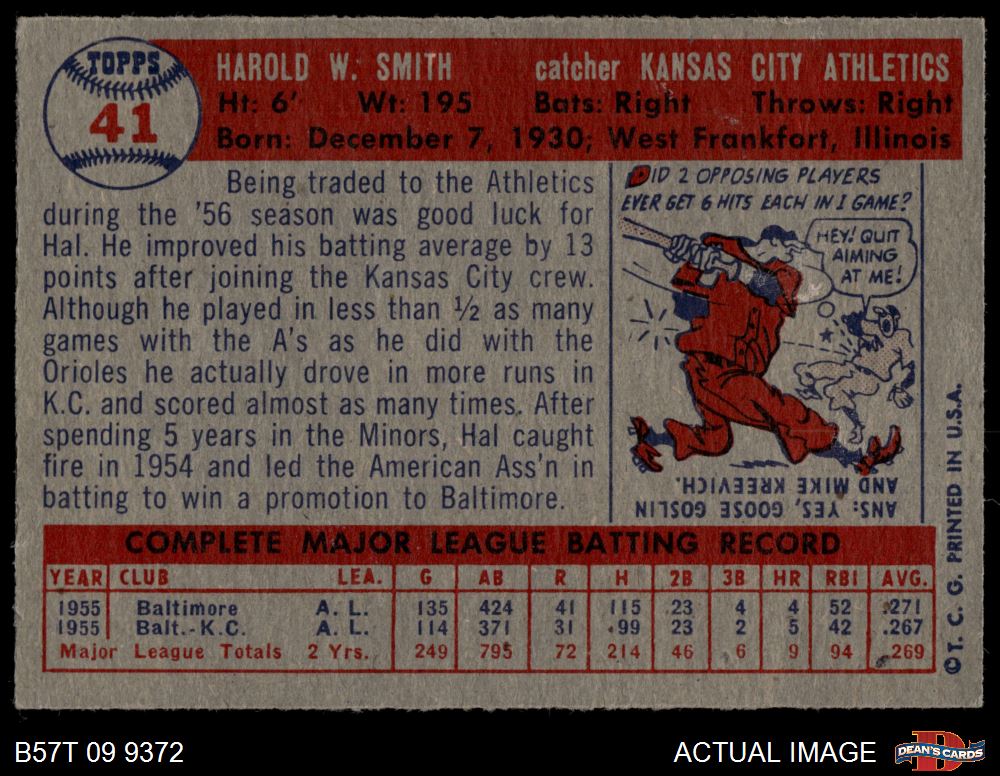 TOPPS
41
HAROLD W. SMITH catcher KANSAS CITY ATHLETICS
Ht: 6' Wt: 195 Bats: Right Throws: Right
Born: December 7, 1930; West Frankfort, Illinois
Being traded to the Athletics
during the '56 season was good luck for
Hal. He improved his batting average by 13
points after joining the Kansas City crew.
Although he played in less than ½ as many
games with the A's as he did with the
Orioles he actually drove in more runs in
K.C. and scored almost as many times. After
spending 5 years in the Minors, Hal caught
fire in 1954 and led the American Ass'n in
batting to win a promotion to Baltimore.
DID 2 OPPOSING PLAYERS
EVER GET 6 HITS EACH IN 1 GAME?
HEY! QUIT
AIMING
AT ME!
ANS: YES, GOOSE GOSLIN
AND MIKE KREEVICH.
COMPLETE MAJOR LEAGUE BATTING RECORD
YEAR CLUB LEA. G AB R H 2B 3B HR RBI AVG.
1955 Baltimore A. L. 135 424 41 115 23 4 4 52 .271
1955 Balt.-K.C. A. L. 114 371 31 99 23 2 5 42 .267
Major League Totals 2 Yrs. 249 795 72 214 46 6 9 94 .269
© T. C. G. PRINTED IN U.S.A.
B57T 09 9372
ACTUAL IMAGE
DEAN'S CARDS